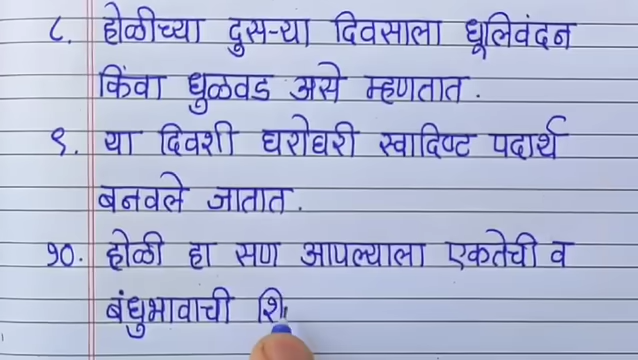 ८. होळीच्या दुसऱ्या दिवसाला धूलिवंदन
किंवा धुळवड असे म्हणतात.
९. या दिवशी घरोघरी स्वादिष्ट पदार्थ
बनवले जातात.
१०. होळी हा सण आपल्याला एकतेची व
बंधुभावाची शि